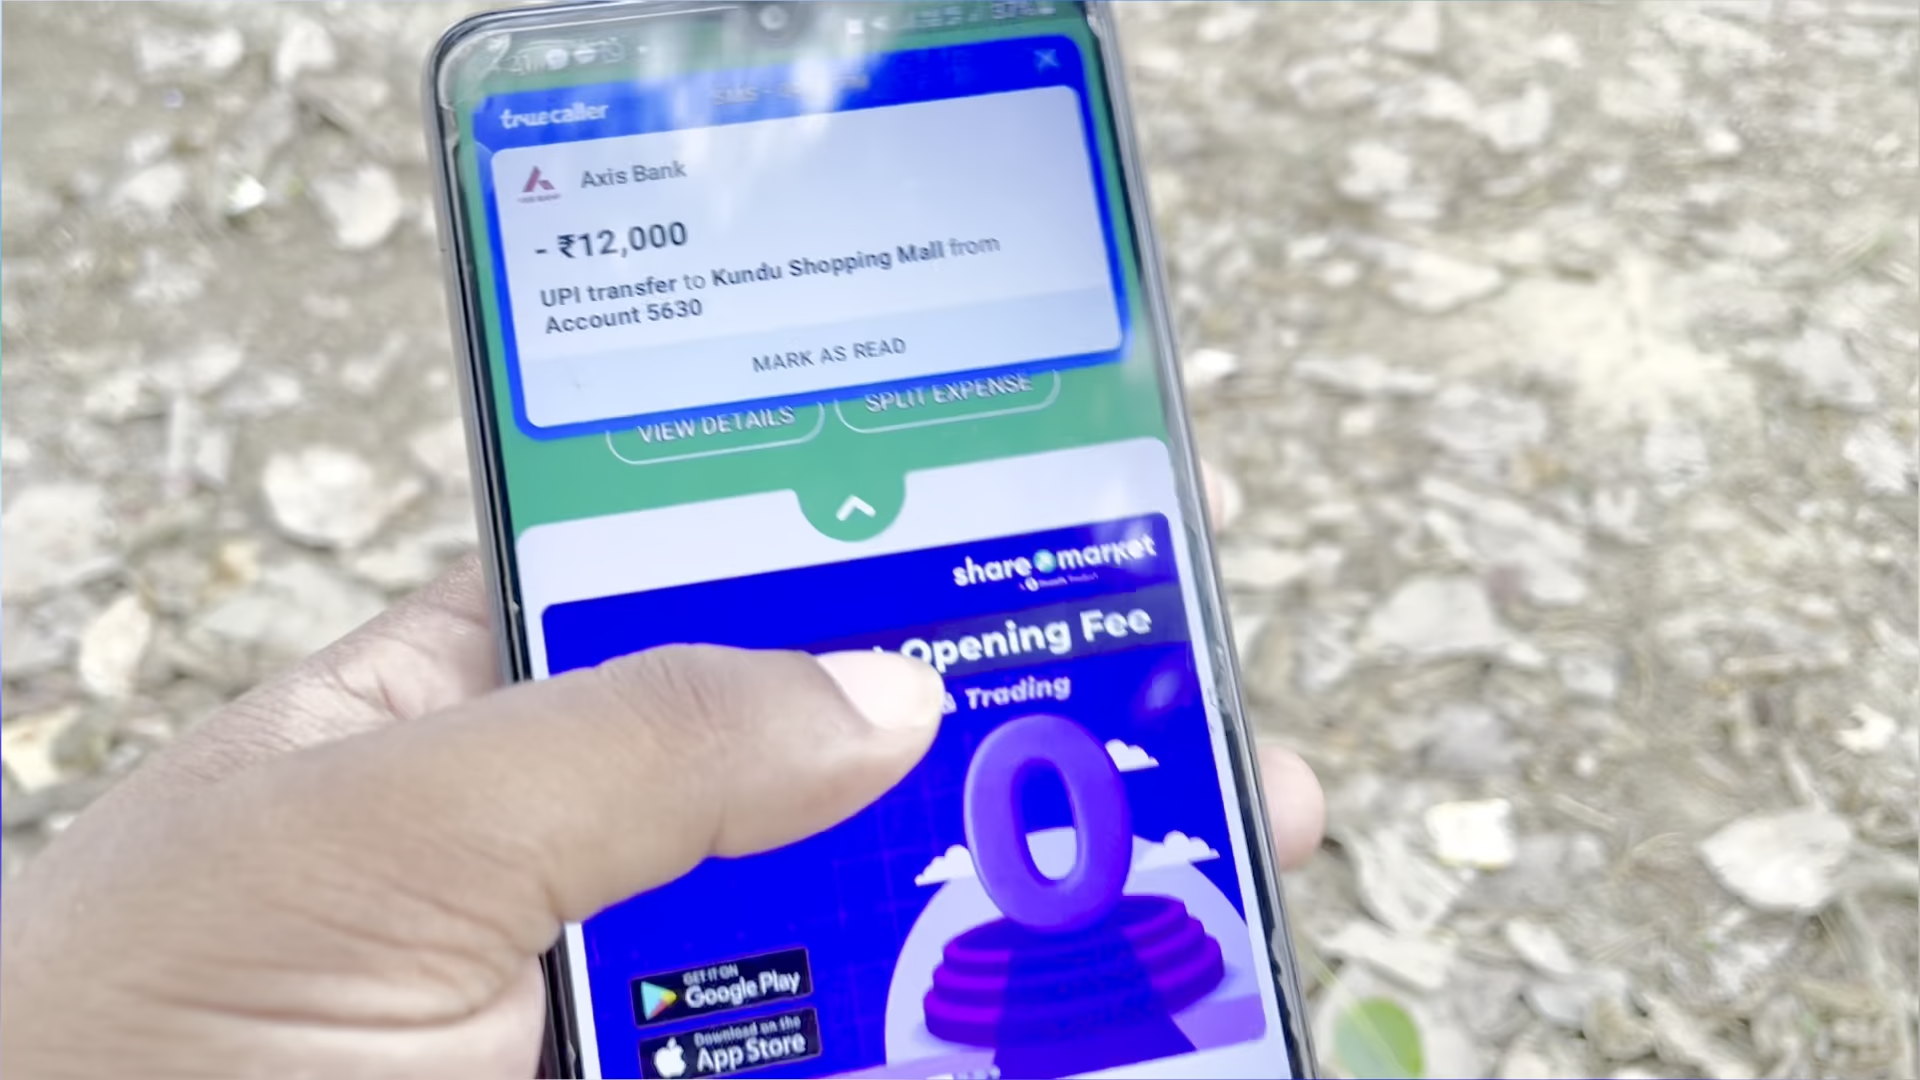 truecaller
Axis Bank
- ₹12,000
UPI transfer to Kundu Shopping Mall from
Account 5630
MARK AS READ
VIEW DETAILS
SPLIT EXPENSE
share market
Opening Fee
& Trading
0
GET IT ON
Google Play
Download on the
App Store